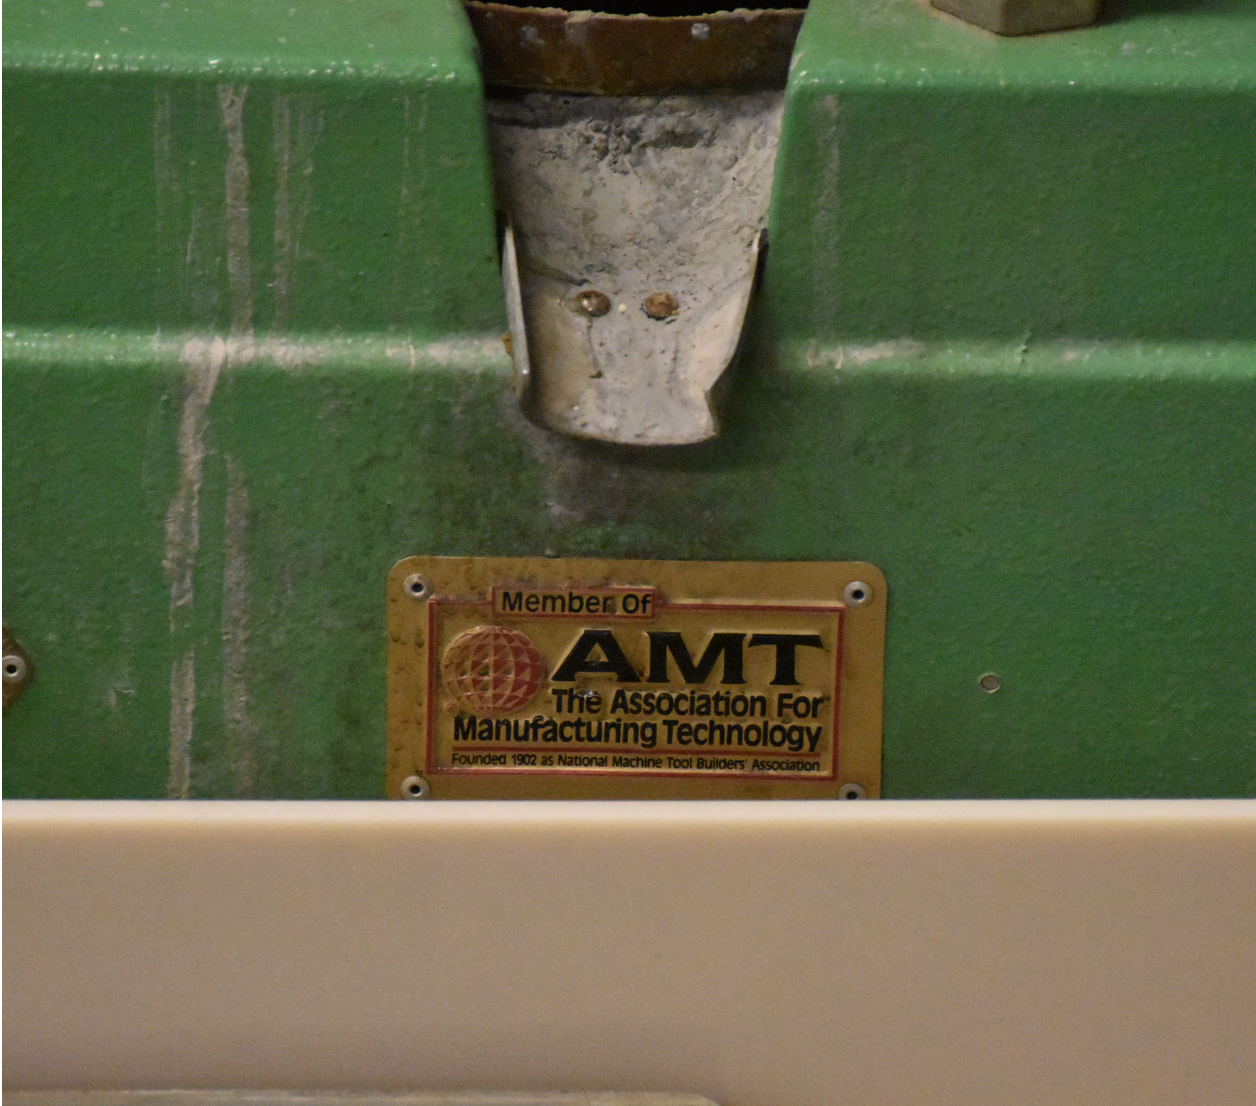 Member Of
AMT
The Association For
Manufacturing Technology
Founded 1902 as National Machine Tool Builders' Association